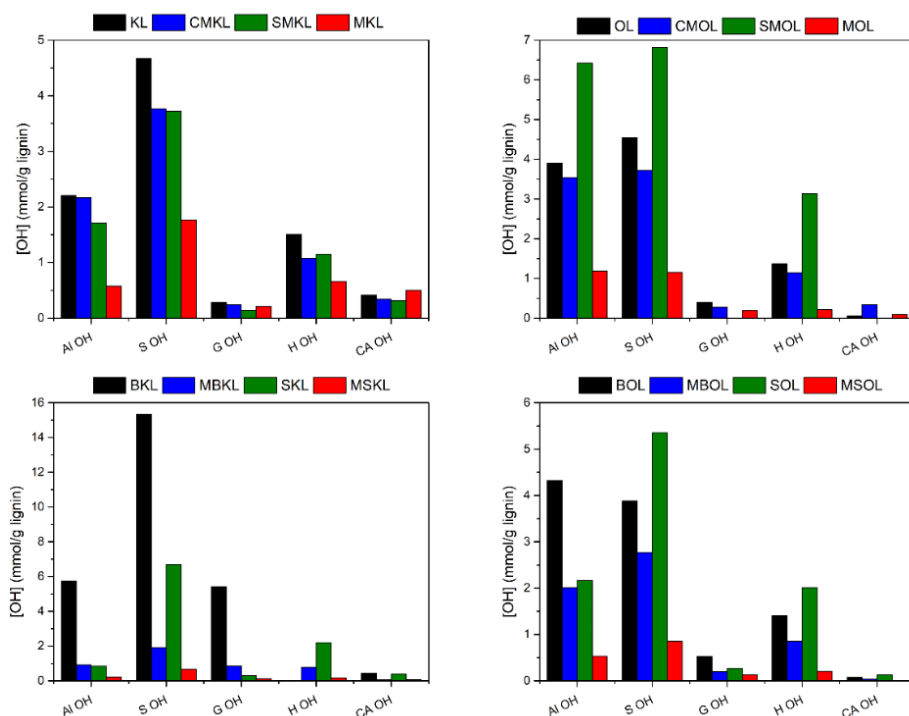 KL CMKL SMKL MKL
5
4
3
2
1
0
[OH] (mmol/g lignin)
Al OH S OH G OH H OH CA OH
OL CMOL SMOL MOL
7
6
5
4
3
2
1
0
[OH] (mmol/g lignin)
Al OH S OH G OH H OH CA OH
BKL MBKL SKL MSKL
16
14
12
10
8
6
4
2
0
[OH] (mmol/g lignin)
Al OH S OH G OH H OH CA OH
BOL MBOL SOL MSOL
6
5
4
3
2
1
0
[OH] (mmol/g lignin)
Al OH S OH G OH H OH CA OH